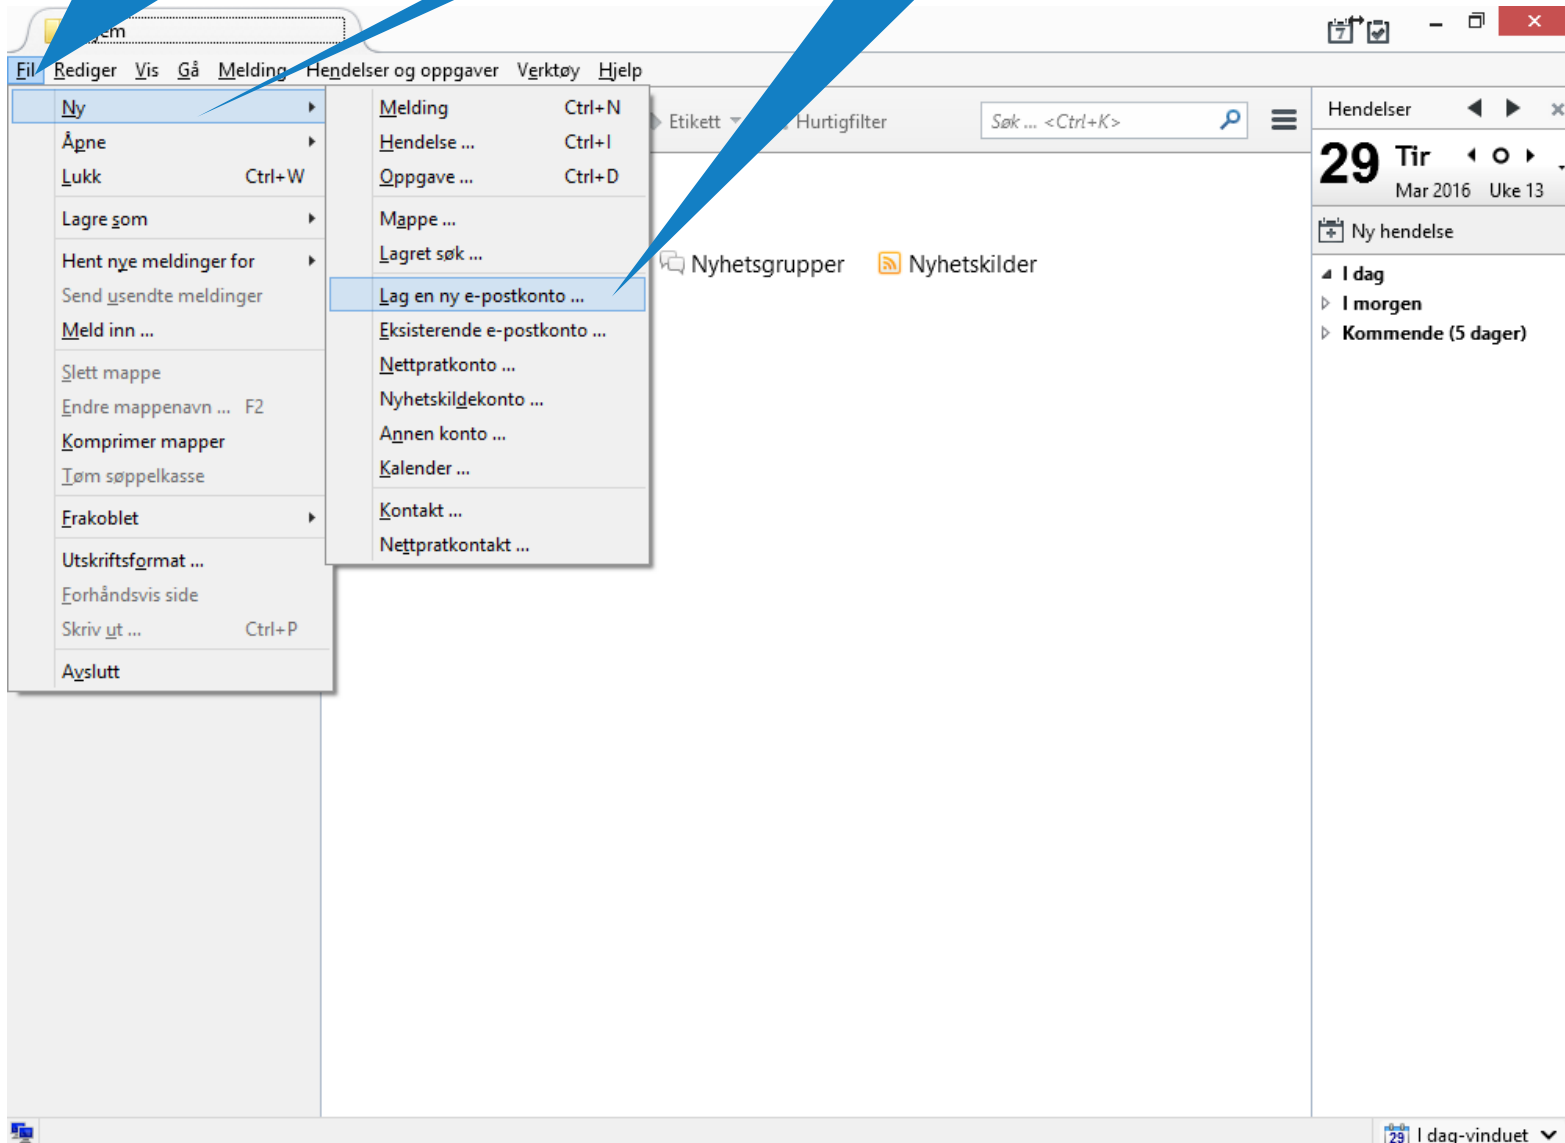 Fil Rediger Vis Gå Melding Hendelser og oppgaver Verktøy Hjelp
Ny
Åpne
Lukk Ctrl+W
Lagre som
Hent nye meldinger for
Send usendte meldinger
Meld inn ...
Slett mappe
Endre mappenavn ... F2
Komprimer mapper
Tøm søppelkasse
Frakoblet
Utskriftsformat ...
Forhåndsvis side
Skriv ut ... Ctrl+P
Avslutt
Melding Ctrl+N
Hendelse ... Ctrl+I
Oppgave ... Ctrl+D
Mappe ...
Lagret søk ...
Lag en ny e-postkonto ...
Eksisterende e-postkonto ...
Nettpratkonto ...
Nyhetskildekonto ...
Annen konto ...
Kalender ...
Kontakt ...
Nettpratkontakt ...
Etikett Hurtigfilter Søk ... <Ctrl+K>
Nyhetsgrupper Nyhetskilder
7
Hendelser
29 Tir
Mar 2016 Uke 13
Ny hendelse
I dag
I morgen
Kommende (5 dager)
29 I dag-vinduet